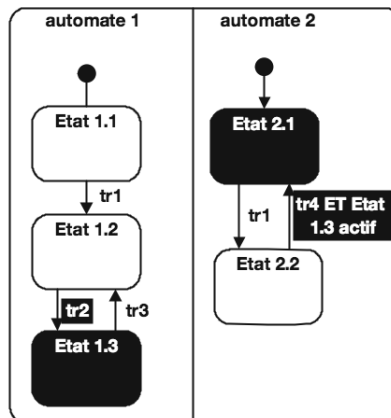 automate 1
Etat 1.1
tr1
Etat 1.2
tr2
tr3
Etat 1.3
automate 2
Etat 2.1
tr1
tr4 ET Etat
1.3 actif
Etat 2.2